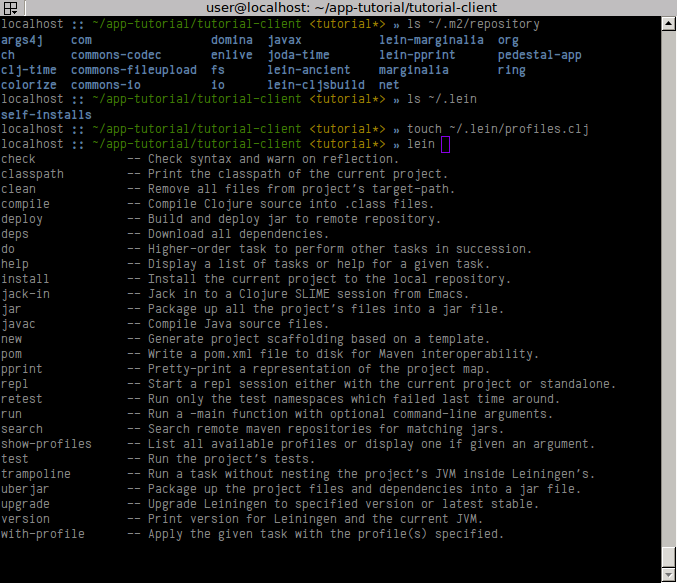 user@localhost: ~/app-tutorial/tutorial-client
localhost :: ~/app-tutorial/tutorial-client <tutorial*> » ls ~/.m2/repository
args4j com domina javax lein-marginalia org
ch commons-codec enlive joda-time lein-pprint pedestal-app
clj-time commons-fileupload fs lein-ancient marginalia ring
colorize commons-io io lein-cljsbuild net
localhost :: ~/app-tutorial/tutorial-client <tutorial*> » ls ~/.lein
self-installs
localhost :: ~/app-tutorial/tutorial-client <tutorial*> » touch ~/.lein/profiles.clj
localhost :: ~/app-tutorial/tutorial-client <tutorial*> » lein
check -- Check syntax and warn on reflection.
classpath -- Print the classpath of the current project.
clean -- Remove all files from project's target-path.
compile -- Compile Clojure source into .class files.
deploy -- Build and deploy jar to remote repository.
deps -- Download all dependencies.
do -- Higher-order task to perform other tasks in succession.
help -- Display a list of tasks or help for a given task.
install -- Install the current project to the local repository.
jack-in -- Jack in to a Clojure SLIME session from Emacs.
jar -- Package up all the project's files into a jar file.
javac -- Compile Java source files.
new -- Generate project scaffolding based on a template.
pom -- Write a pom.xml file to disk for Maven interoperability.
pprint -- Pretty-print a representation of the project map.
repl -- Start a repl session either with the current project or standalone.
retest -- Run only the test namespaces which failed last time around.
run -- Run a -main function with optional command-line arguments.
search -- Search remote maven repositories for matching jars.
show-profiles -- List all available profiles or display one if given an argument.
test -- Run the project's tests.
trampoline -- Run a task without nesting the project's JVM inside Leiningen's.
uberjar -- Package up the project files and dependencies into a jar file.
upgrade -- Upgrade Leiningen to specified version or latest stable.
version -- Print version for Leiningen and the current JVM.
with-profile -- Apply the given task with the profile(s) specified.